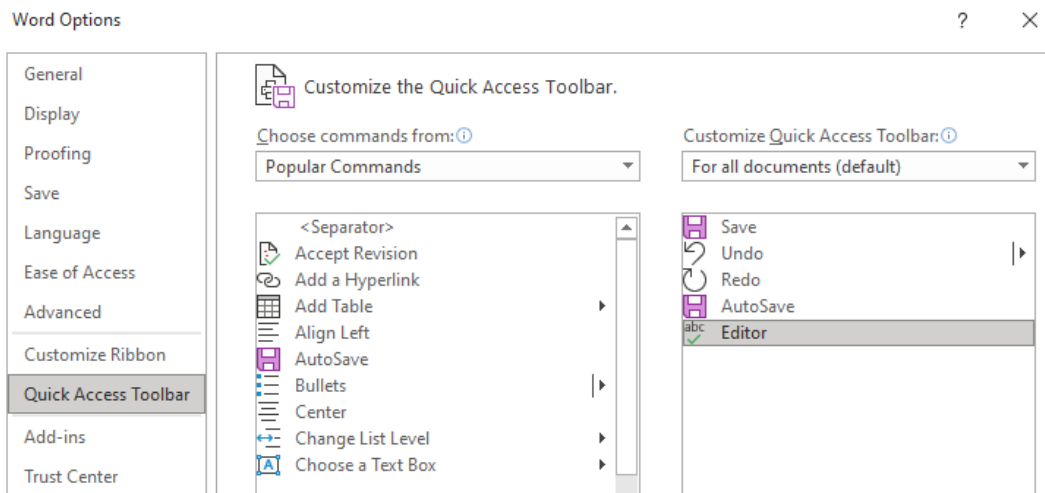 Word Options
?
General
Display
Proofing
Save
Language
Ease of Access
Advanced
Customize Ribbon
Quick Access Toolbar
Add-ins
Trust Center
Customize the Quick Access Toolbar.
Choose commands from:
Popular Commands
<Separator>
Accept Revision
Add a Hyperlink
Add Table
Align Left
AutoSave
Bullets
Center
Change List Level
Choose a Text Box
Customize Quick Access Toolbar:
For all documents (default)
Save
Undo
Redo
AutoSave
abc
Editor